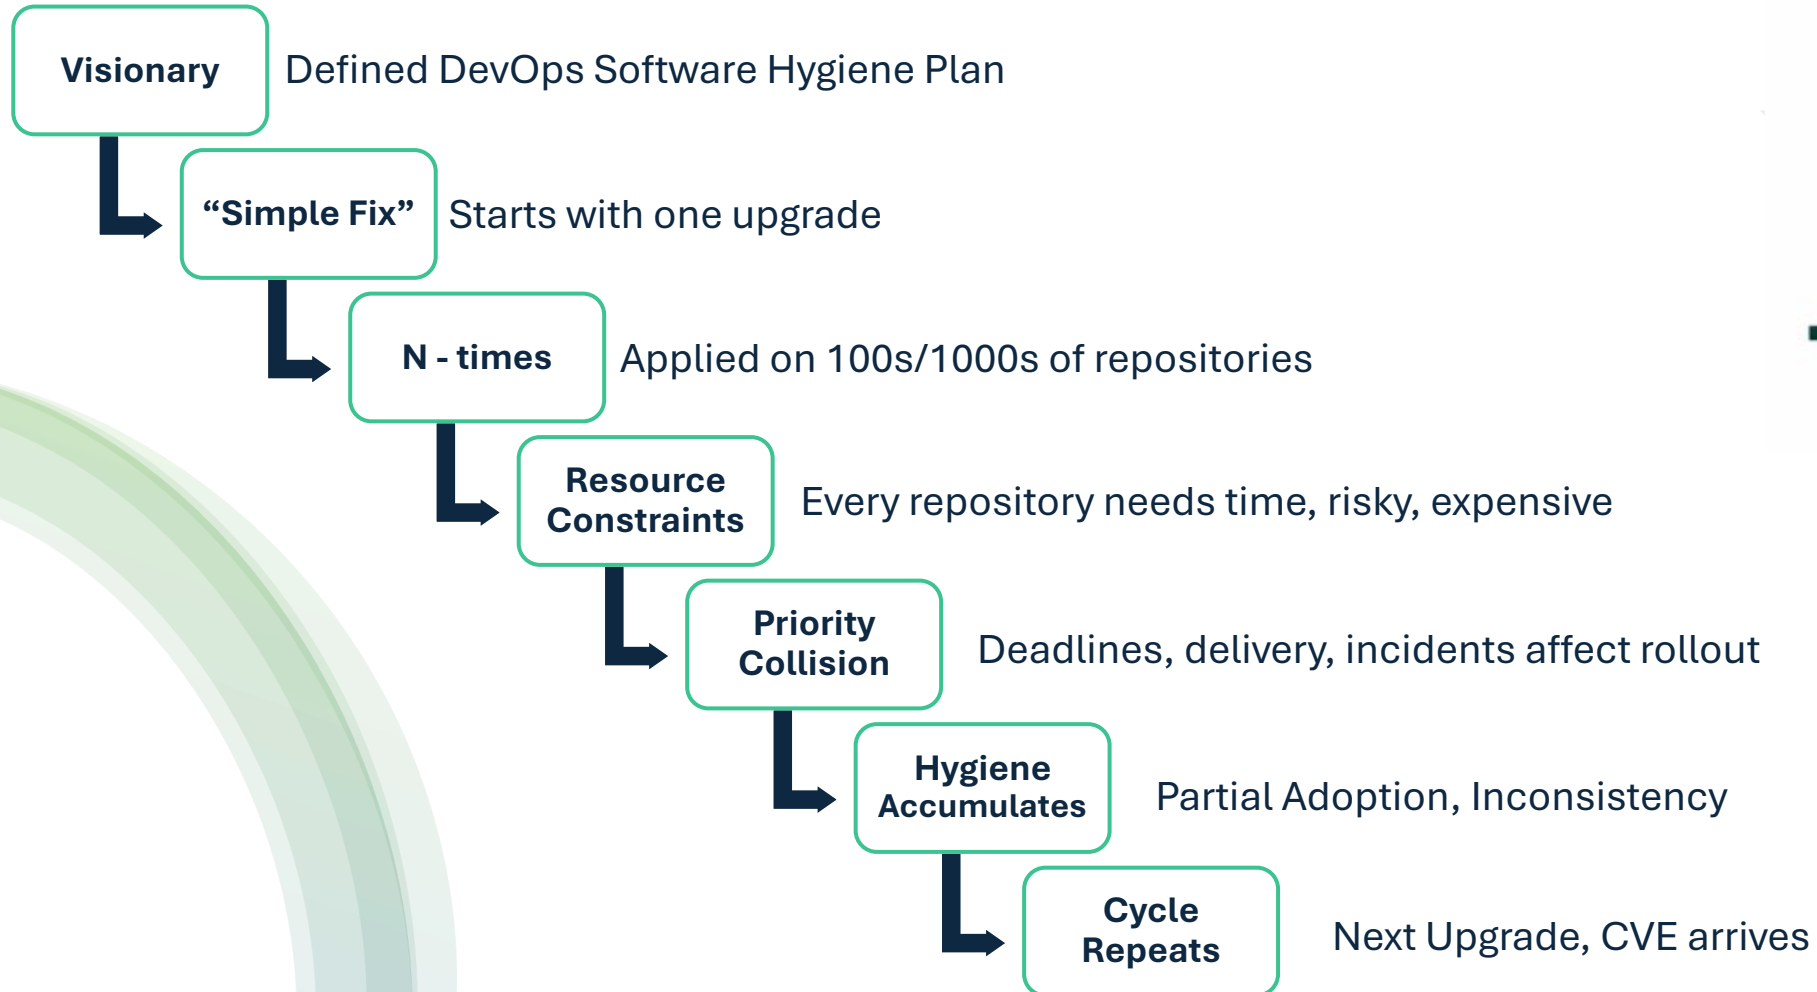 Visionary
Defined DevOps Software Hygiene Plan
“Simple Fix”
Starts with one upgrade
N - times
Applied on 100s/1000s of repositories
Resource
Constraints
Every repository needs time, risky, expensive
Priority
Collision
Deadlines, delivery, incidents affect rollout
Hygiene
Accumulates
Partial Adoption, Inconsistency
Cycle
Repeats
Next Upgrade, CVE arrives